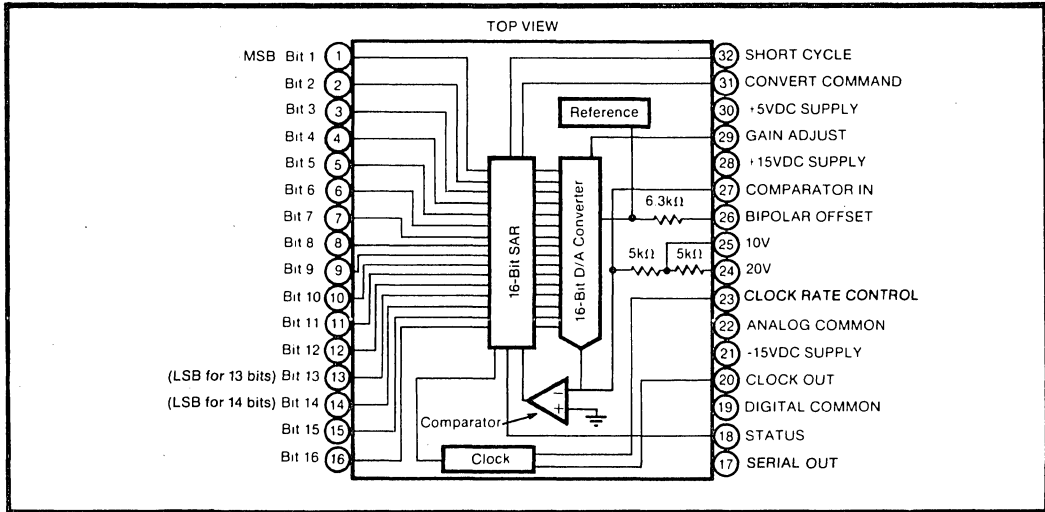 TOP VIEW
MSB Bit 1 1
Bit 2 2
Bit 3 3
Bit 4 4
Bit 5 5
Bit 6 6
Bit 7 7
Bit 8 8
Bit 9 9
Bit 10 10
Bit 11 11
Bit 12 12
(LSB for 13 bits) Bit 13 13
(LSB for 14 bits) Bit 14 14
Bit 15 15
Bit 16 16
16-Bit SAR
16-Bit D/A Converter
Reference
6.3kΩ
5kΩ
5kΩ
Comparator
−
+
Clock
32 SHORT CYCLE
31 CONVERT COMMAND
30 +5VDC SUPPLY
29 GAIN ADJUST
28 +15VDC SUPPLY
27 COMPARATOR IN
26 BIPOLAR OFFSET
25 10V
24 20V
23 CLOCK RATE CONTROL
22 ANALOG COMMON
21 -15VDC SUPPLY
20 CLOCK OUT
19 DIGITAL COMMON
18 STATUS
17 SERIAL OUT